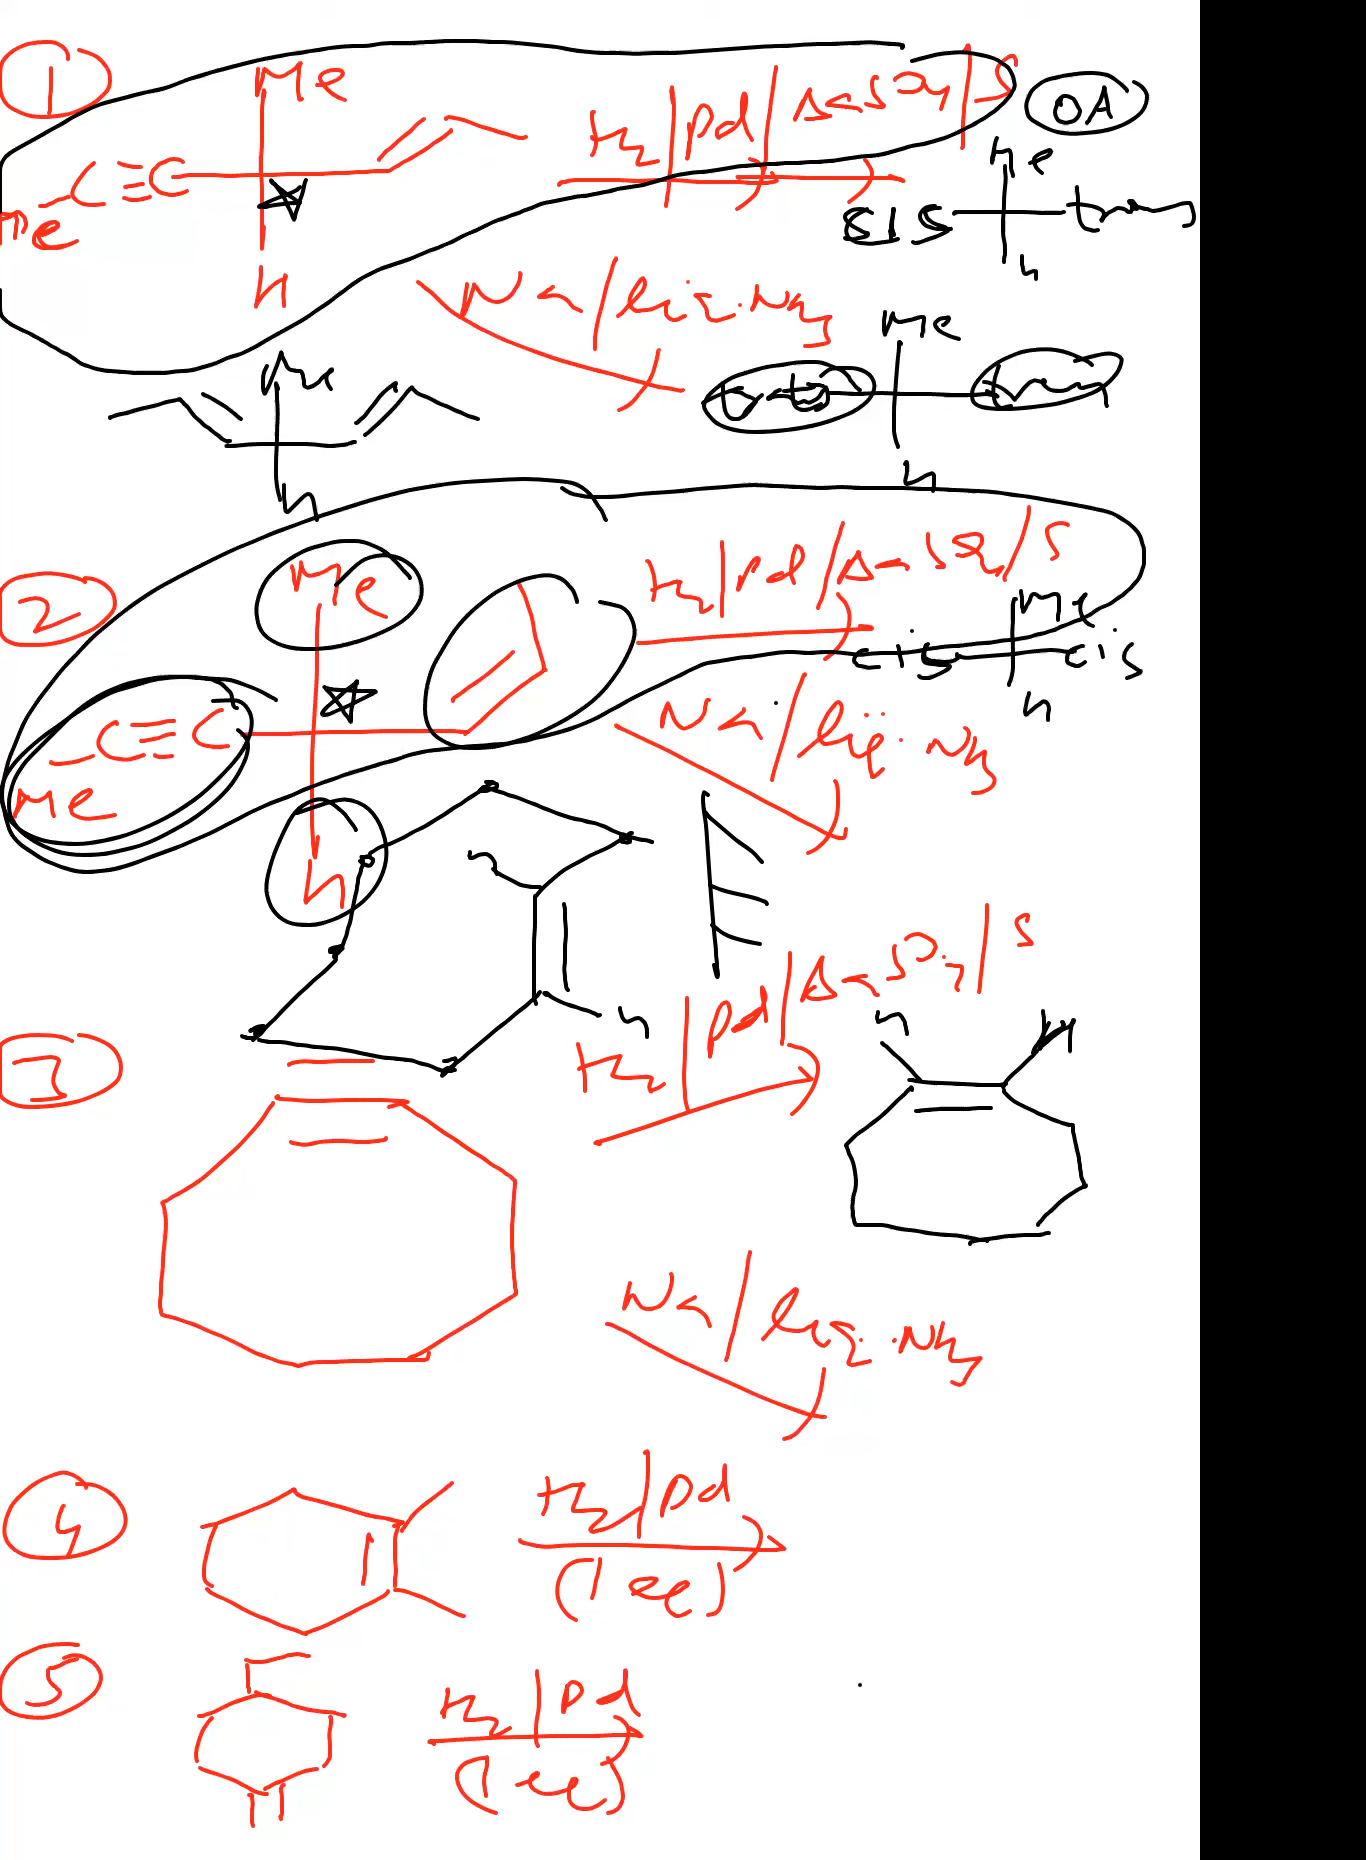 1
Me
H2/Pd/BaSO4/S
OA
Me-C≡C
Me
cis
trans
H
H
Na/liq. NH3
Me
Me
trans
H
H
2
Me
H2/Pd/BaSO4/S
Me
cis
cis
C≡C
Na/liq. NH3
H
Me
H
H2/Pd/BaSO4/S
H
H
H
3
Na/liq. NH3
4
H2/Pd
(1 eq)
5
H2/Pd
(1 eq)